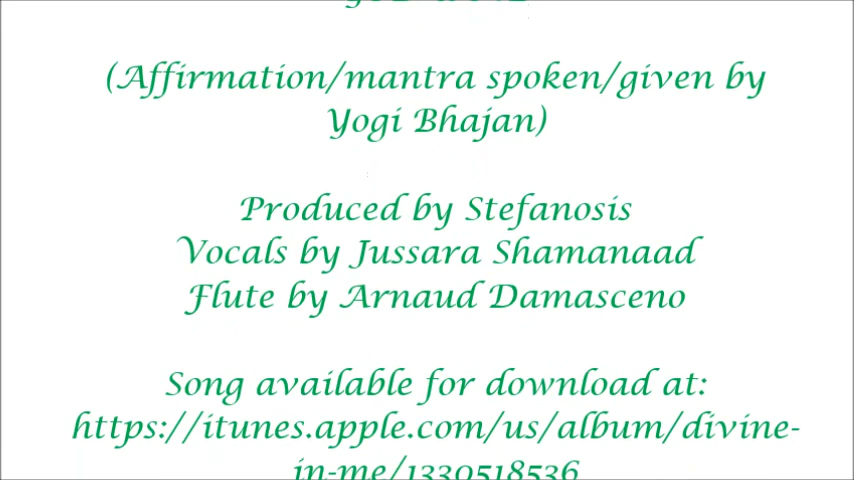 (Affirmation/mantra spoken/given by
Yogi Bhajan)
Produced by Stefanosis
Vocals by Jussara Shamanaad
Flute by Arnaud Damasceno
Song available for download at:
https://itunes.apple.com/us/album/divine-
in-me/1330518536